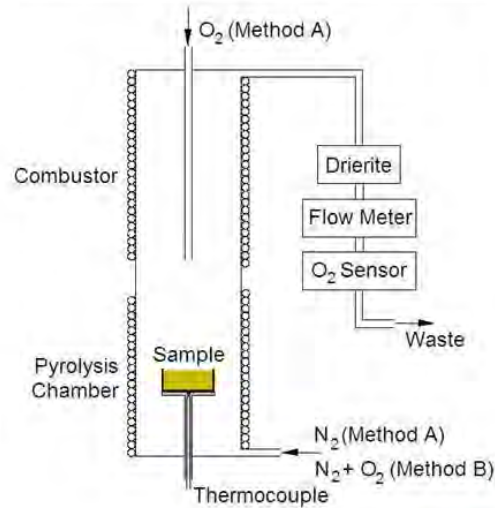 O₂ (Method A)
Combustor
Drierite
Flow Meter
O₂ Sensor
Waste
Pyrolysis
Chamber
Sample
N₂ (Method A)
N₂ + O₂ (Method B)
Thermocouple